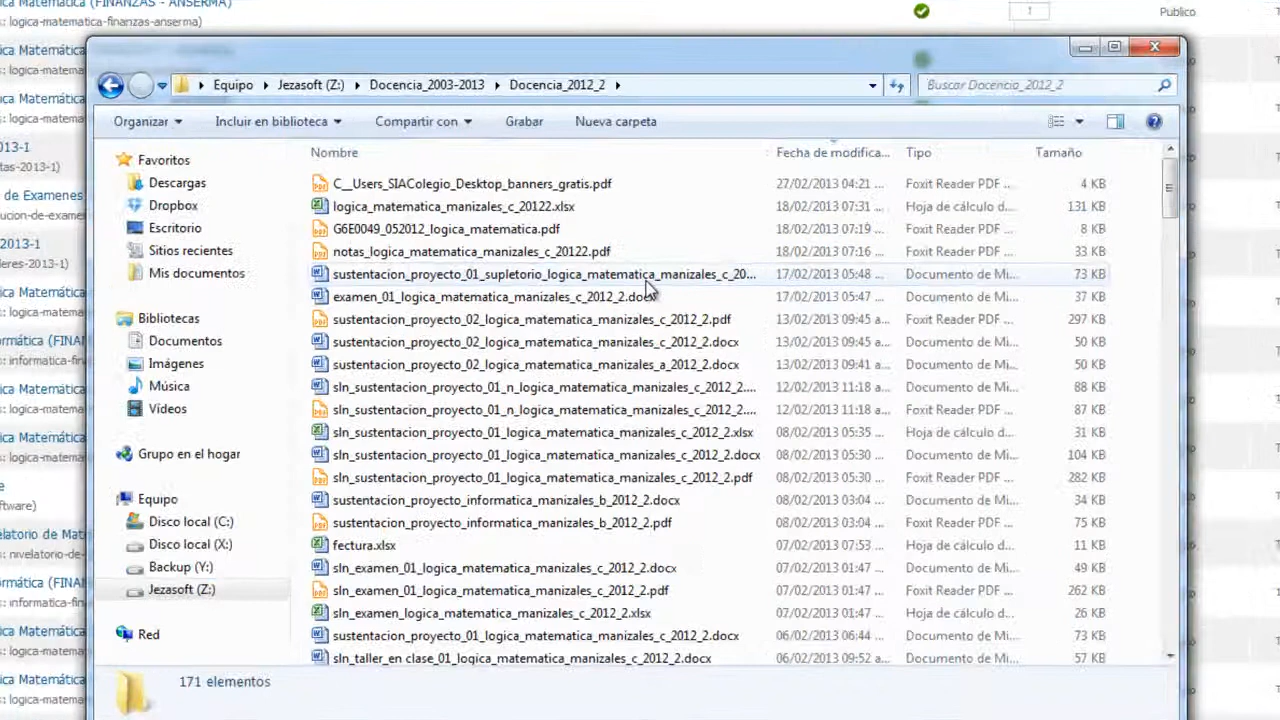 ica Matemática (FINANZAS - ANSERMA)
s: logica-matematica-finanzas-anserma)
1
Publico
Equipo Jezasoft (Z:) Docencia_2003-2013 Docencia_2012_2
Buscar Docencia_2012_2
Organizar Incluir en biblioteca Compartir con Grabar Nueva carpeta
Nombre Fecha de modifica... Tipo Tamaño
Favoritos
Descargas
Dropbox
Escritorio
Sitios recientes
Mis documentos
Bibliotecas
Documentos
Imágenes
Música
Vídeos
Grupo en el hogar
Equipo
Disco local (C:)
Disco local (X:)
Backup (Y:)
Jezasoft (Z:)
Red
C__Users_SIAColegio_Desktop_banners_gratis.pdf 27/02/2013 04:21 ... Foxit Reader PDF ... 4 KB
logica_matematica_manizales_c_20122.xlsx 18/02/2013 07:31 ... Hoja de cálculo d... 131 KB
G6E0049_052012_logica_matematica.pdf 18/02/2013 07:19 ... Foxit Reader PDF ... 8 KB
notas_logica_matematica_manizales_c_20122.pdf 18/02/2013 07:16 ... Foxit Reader PDF ... 33 KB
sustentacion_proyecto_01_supletorio_logica_matematica_manizales_c_20... 17/02/2013 05:48 ... Documento de Mi... 73 KB
examen_01_logica_matematica_manizales_c_2012_2.docx 17/02/2013 05:47 ... Documento de Mi... 37 KB
sustentacion_proyecto_02_logica_matematica_manizales_c_2012_2.pdf 13/02/2013 09:45 a... Foxit Reader PDF ... 297 KB
sustentacion_proyecto_02_logica_matematica_manizales_c_2012_2.docx 13/02/2013 09:45 a... Documento de Mi... 50 KB
sustentacion_proyecto_02_logica_matematica_manizales_a_2012_2.docx 13/02/2013 09:41 a... Documento de Mi... 50 KB
sln_sustentacion_proyecto_01_n_logica_matematica_manizales_c_2012_2.... 12/02/2013 11:18 a... Documento de Mi... 88 KB
sln_sustentacion_proyecto_01_n_logica_matematica_manizales_c_2012_2.... 12/02/2013 11:18 a... Foxit Reader PDF ... 87 KB
sln_sustentacion_proyecto_01_logica_matematica_manizales_c_2012_2.xlsx 08/02/2013 05:35 ... Hoja de cálculo d... 31 KB
sln_sustentacion_proyecto_01_logica_matematica_manizales_c_2012_2.docx 08/02/2013 05:30 ... Documento de Mi... 104 KB
sln_sustentacion_proyecto_01_logica_matematica_manizales_c_2012_2.pdf 08/02/2013 05:30 ... Foxit Reader PDF ... 282 KB
sustentacion_proyecto_informatica_manizales_b_2012_2.docx 08/02/2013 03:04 ... Documento de Mi... 34 KB
sustentacion_proyecto_informatica_manizales_b_2012_2.pdf 08/02/2013 03:04 ... Foxit Reader PDF ... 75 KB
fectura.xlsx 07/02/2013 07:53 ... Hoja de cálculo d... 11 KB
sln_examen_01_logica_matematica_manizales_c_2012_2.docx 07/02/2013 01:47 ... Documento de Mi... 49 KB
sln_examen_01_logica_matematica_manizales_c_2012_2.pdf 07/02/2013 01:47 ... Foxit Reader PDF ... 262 KB
sln_examen_logica_matematica_manizales_c_2012_2.xlsx 07/02/2013 01:47 ... Hoja de cálculo d... 26 KB
sustentacion_proyecto_01_logica_matematica_manizales_c_2012_2.docx 06/02/2013 06:44 ... Documento de Mi... 73 KB
sln_taller_en clase_01_logica_matematica_manizales_c_2012_2.docx 06/02/2013 09:52 a... Documento de Mi... 57 KB
171 elementos